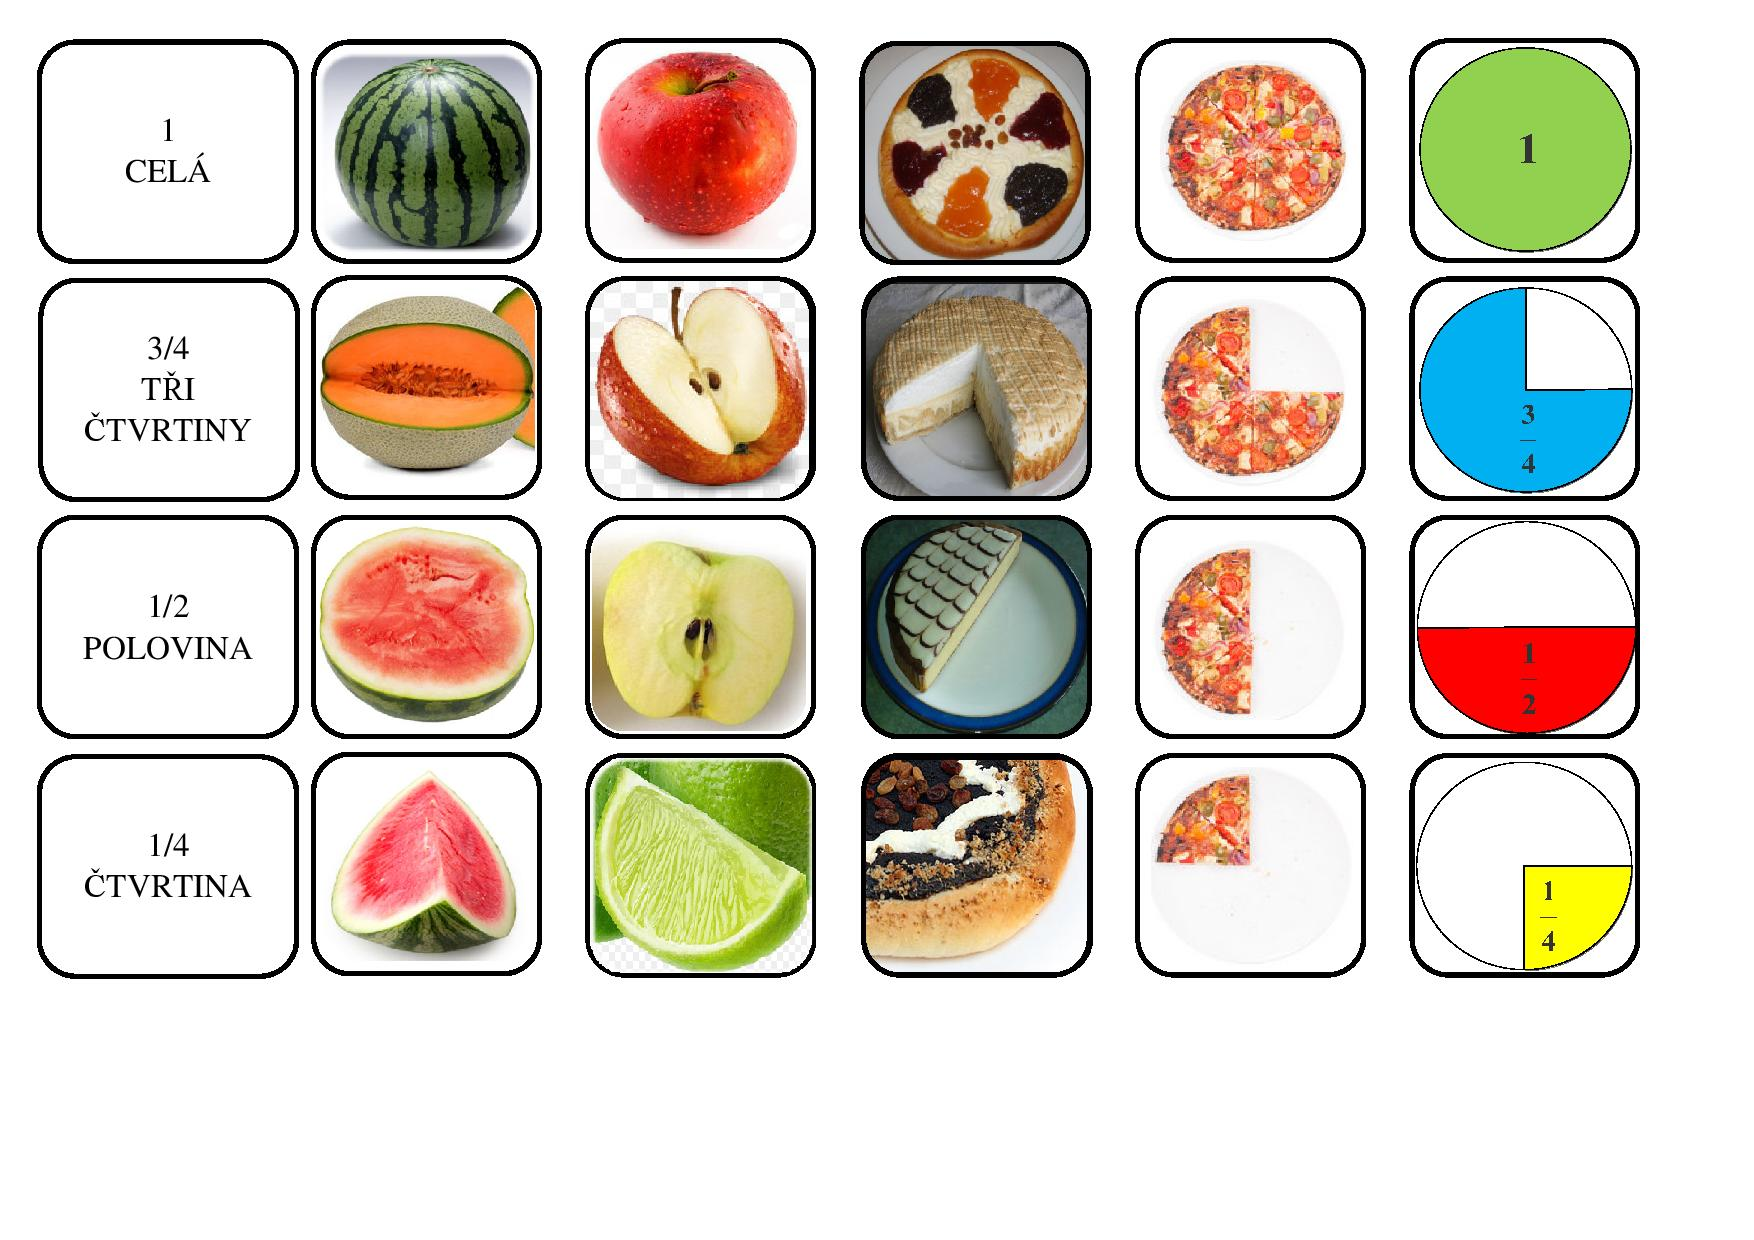 1
CELÁ
1
3/4
TŘI
ČTVRTINY
3
4
1/2
POLOVINA
1
2
1/4
ČTVRTINA
1
4